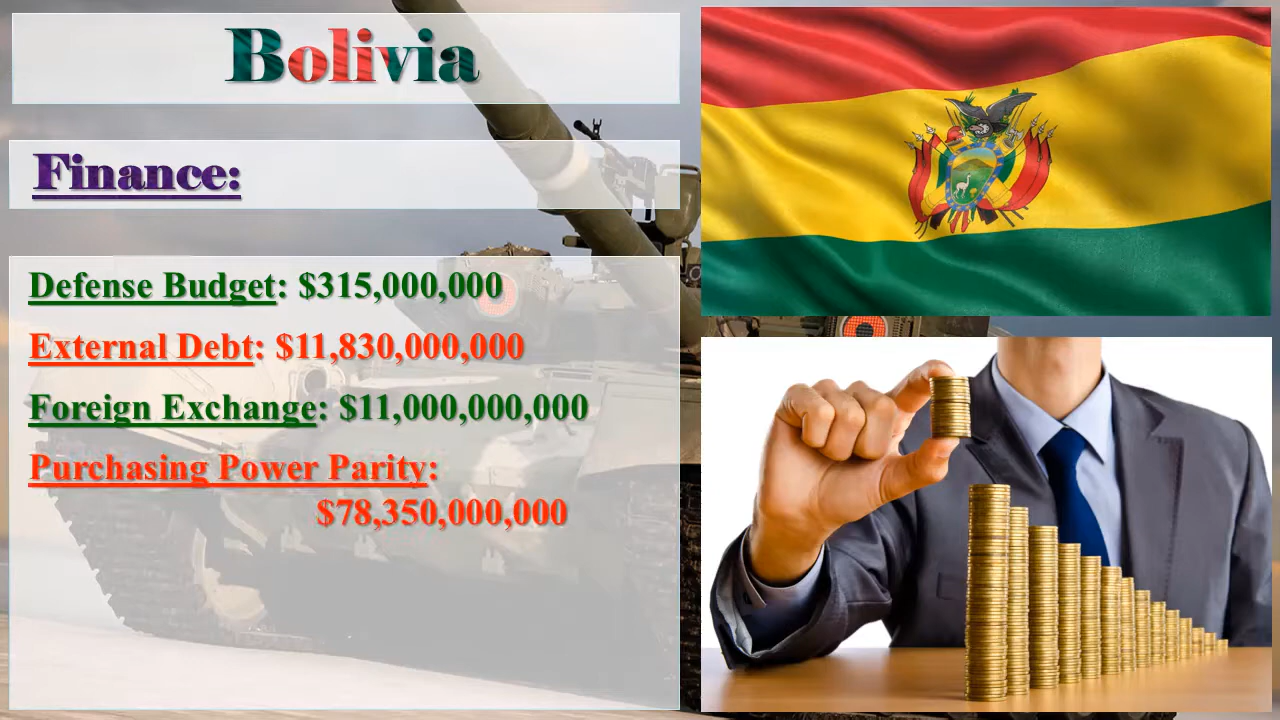 Bolivia
Finance:
Defense Budget: $315,000,000
External Debt: $11,830,000,000
Foreign Exchange: $11,000,000,000
Purchasing Power Parity:
$78,350,000,000